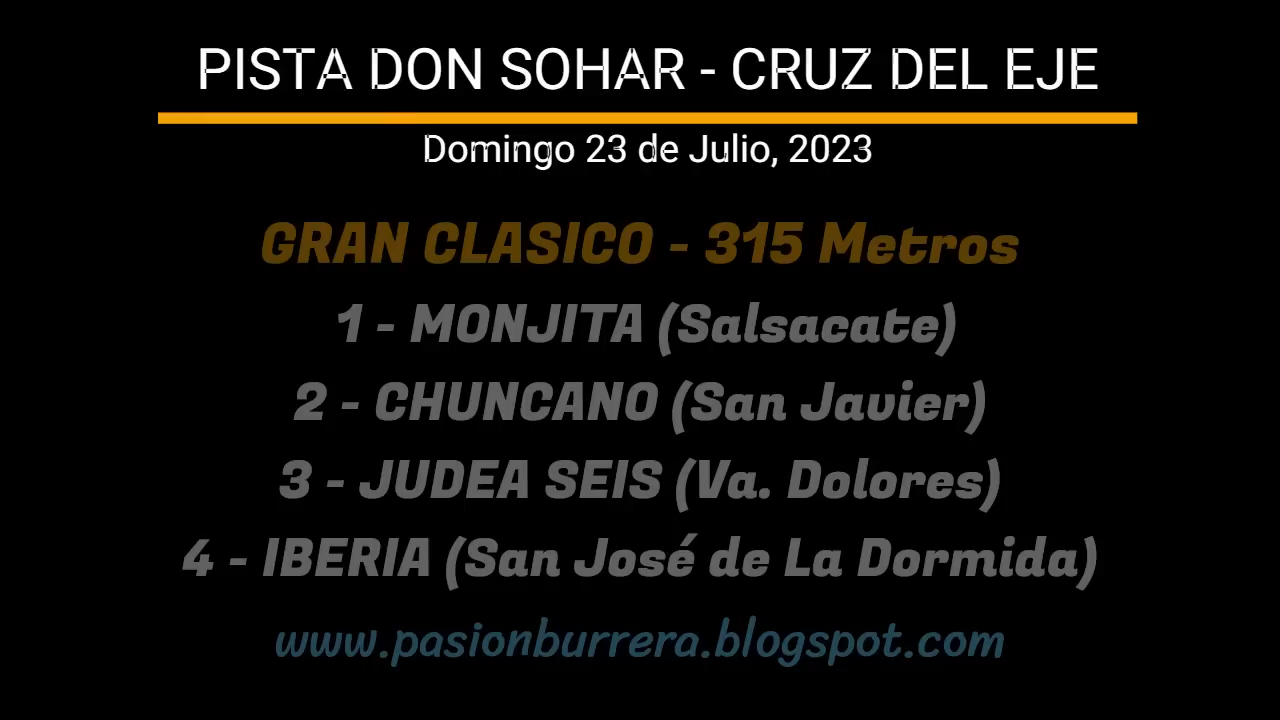 PISTA DON SOHAR - CRUZ DEL EJE
Domingo 23 de Julio, 2023
GRAN CLASICO - 315 Metros
1 - MONJITA (Salsacate)
2 - CHUNCANO (San Javier)
3 - JUDEA SEIS (Va. Dolores)
4 - IBERIA (San José de La Dormida)
www.pasionburrera.blogspot.com